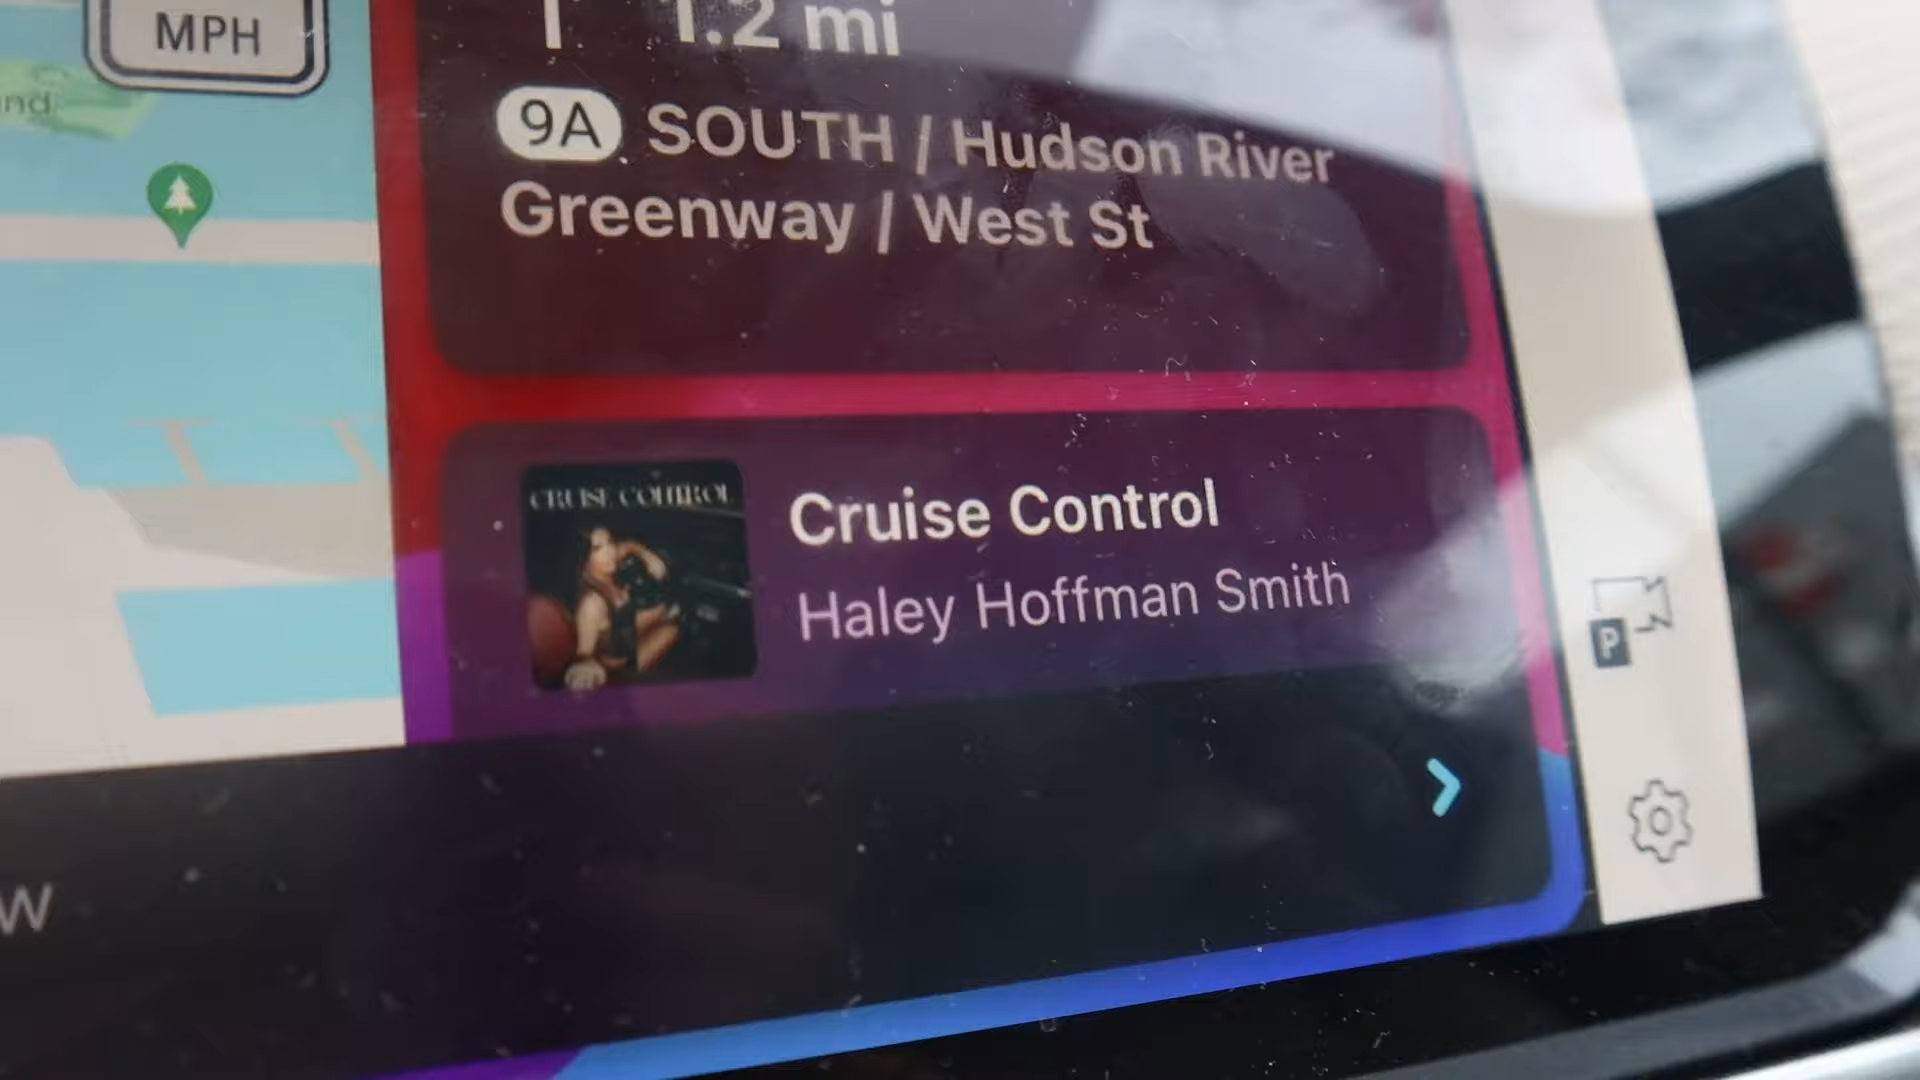 MPH
1.2 mi
9A SOUTH / Hudson River
Greenway / West St
CRUISE CONTROL
Cruise Control
Haley Hoffman Smith
P